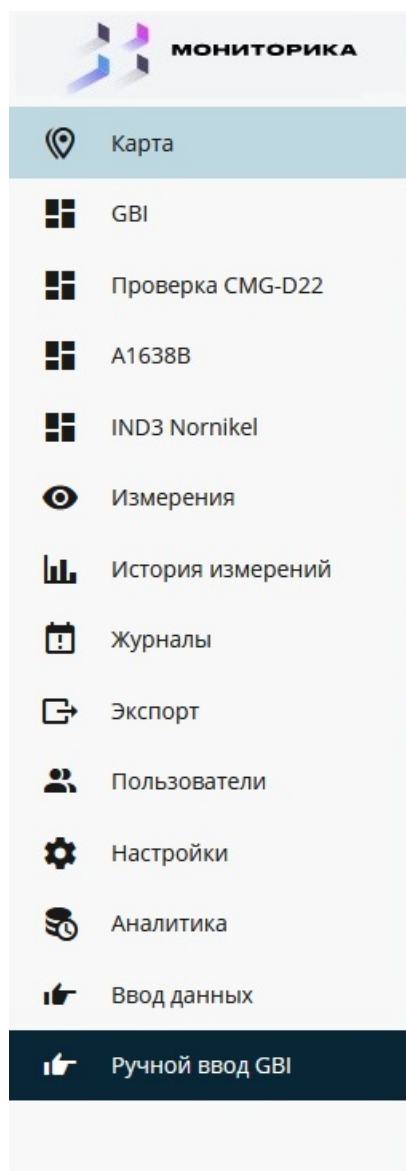 МОНИТОРИКА
Карта
GBI
Проверка CMG-D22
A1638B
IND3 Nornikel
Измерения
История измерений
Журналы
Экспорт
Пользователи
Настройки
Аналитика
Ввод данных
Ручной ввод GBI